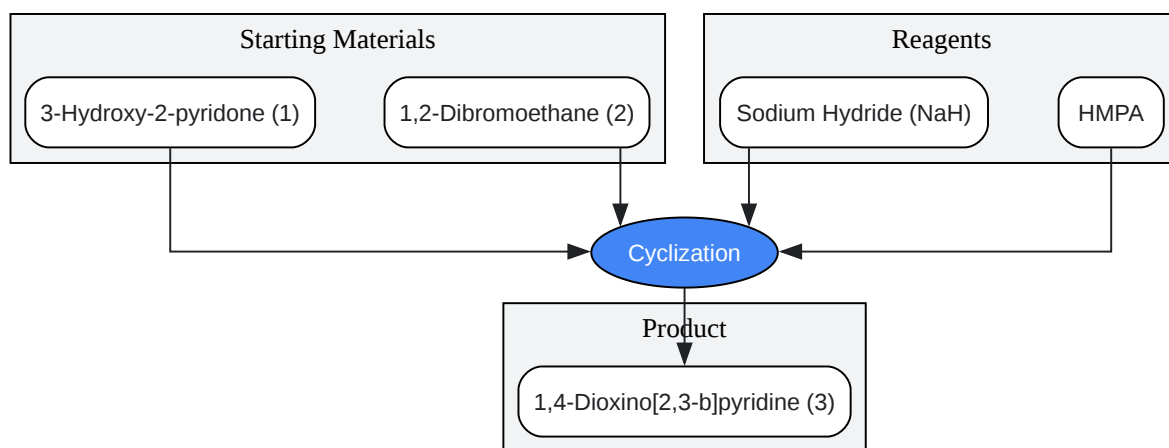 Starting Materials
Reagents
3-Hydroxy-2-pyridone (1)
1,2-Dibromoethane (2)
Sodium Hydride (NaH)
HMPA
Cyclization
Product
1,4-Dioxino[2,3-b]pyridine (3)